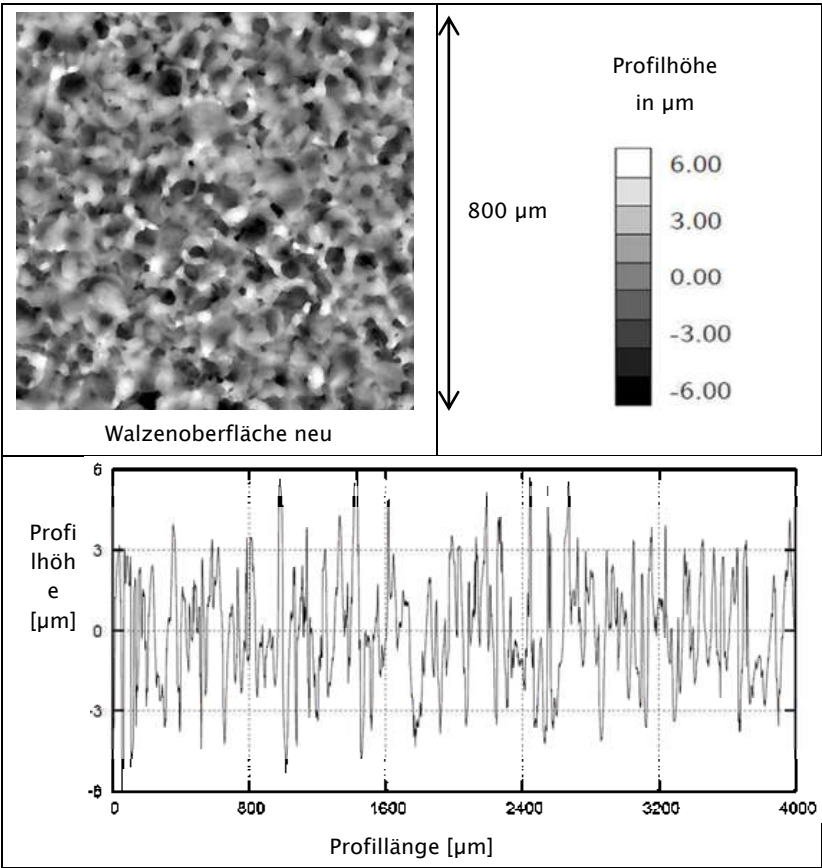 Walzenoberfläche neu
800 µm
Profilhöhe
in µm
6.00
3.00
0.00
-3.00
-6.00
Profi
lhöh
e
[µm]
6
3
0
-3
-6
0
800
1600
2400
3200
4000
Profillänge [µm]